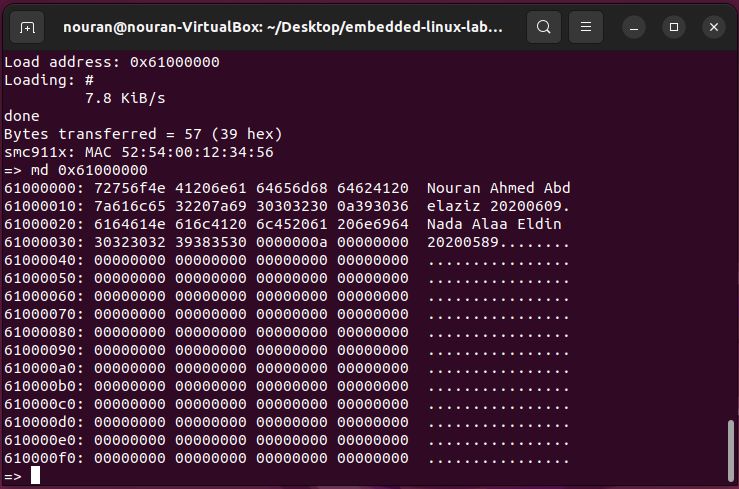 nouran@nouran-VirtualBox: ~/Desktop/embedded-linux-lab...
Load address: 0x61000000
Loading: #
         7.8 KiB/s
done
Bytes transferred = 57 (39 hex)
smc911x: MAC 52:54:00:12:34:56
=> md 0x61000000
61000000: 72756f4e 41206e61 64656d68 64624120  Nouran Ahmed Abd
61000010: 7a616c65 32207a69 30303230 0a393036  elaziz 20200609.
61000020: 6164614e 616c4120 6c452061 206e6964  Nada Alaa Eldin
61000030: 30323032 39383530 0000000a 00000000  20200589........
61000040: 00000000 00000000 00000000 00000000  ................
61000050: 00000000 00000000 00000000 00000000  ................
61000060: 00000000 00000000 00000000 00000000  ................
61000070: 00000000 00000000 00000000 00000000  ................
61000080: 00000000 00000000 00000000 00000000  ................
61000090: 00000000 00000000 00000000 00000000  ................
610000a0: 00000000 00000000 00000000 00000000  ................
610000b0: 00000000 00000000 00000000 00000000  ................
610000c0: 00000000 00000000 00000000 00000000  ................
610000d0: 00000000 00000000 00000000 00000000  ................
610000e0: 00000000 00000000 00000000 00000000  ................
610000f0: 00000000 00000000 00000000 00000000  ................
=>